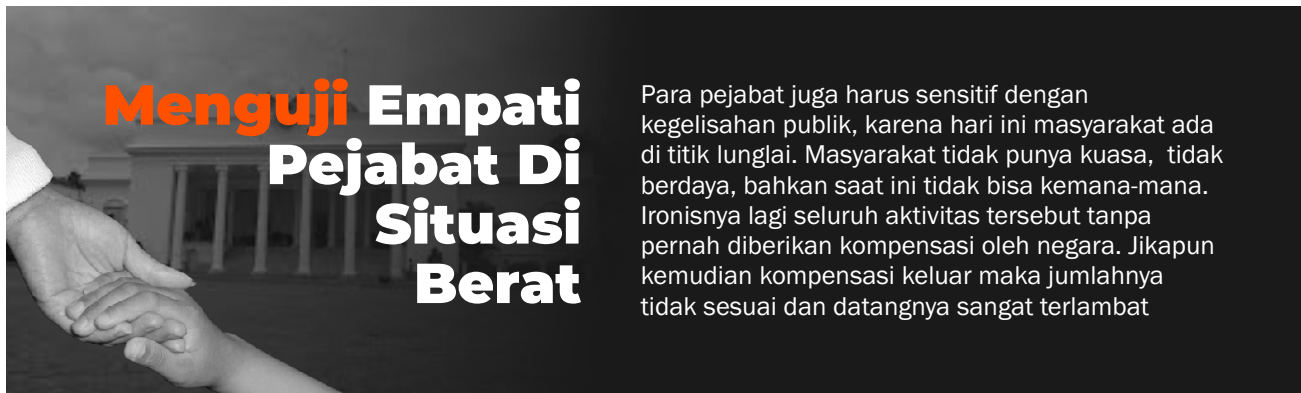 Menguji Empati
Pejabat Di
Situasi
Berat
Para pejabat juga harus sensitif dengan
kegelisahan publik, karena hari ini masyarakat ada
di titik lunglai. Masyarakat tidak punya kuasa,  tidak
berdaya, bahkan saat ini tidak bisa kemana-mana.
Ironisnya lagi seluruh aktivitas tersebut tanpa
pernah diberikan kompensasi oleh negara. Jikapun
kemudian kompensasi keluar maka jumlahnya
tidak sesuai dan datangnya sangat terlambat